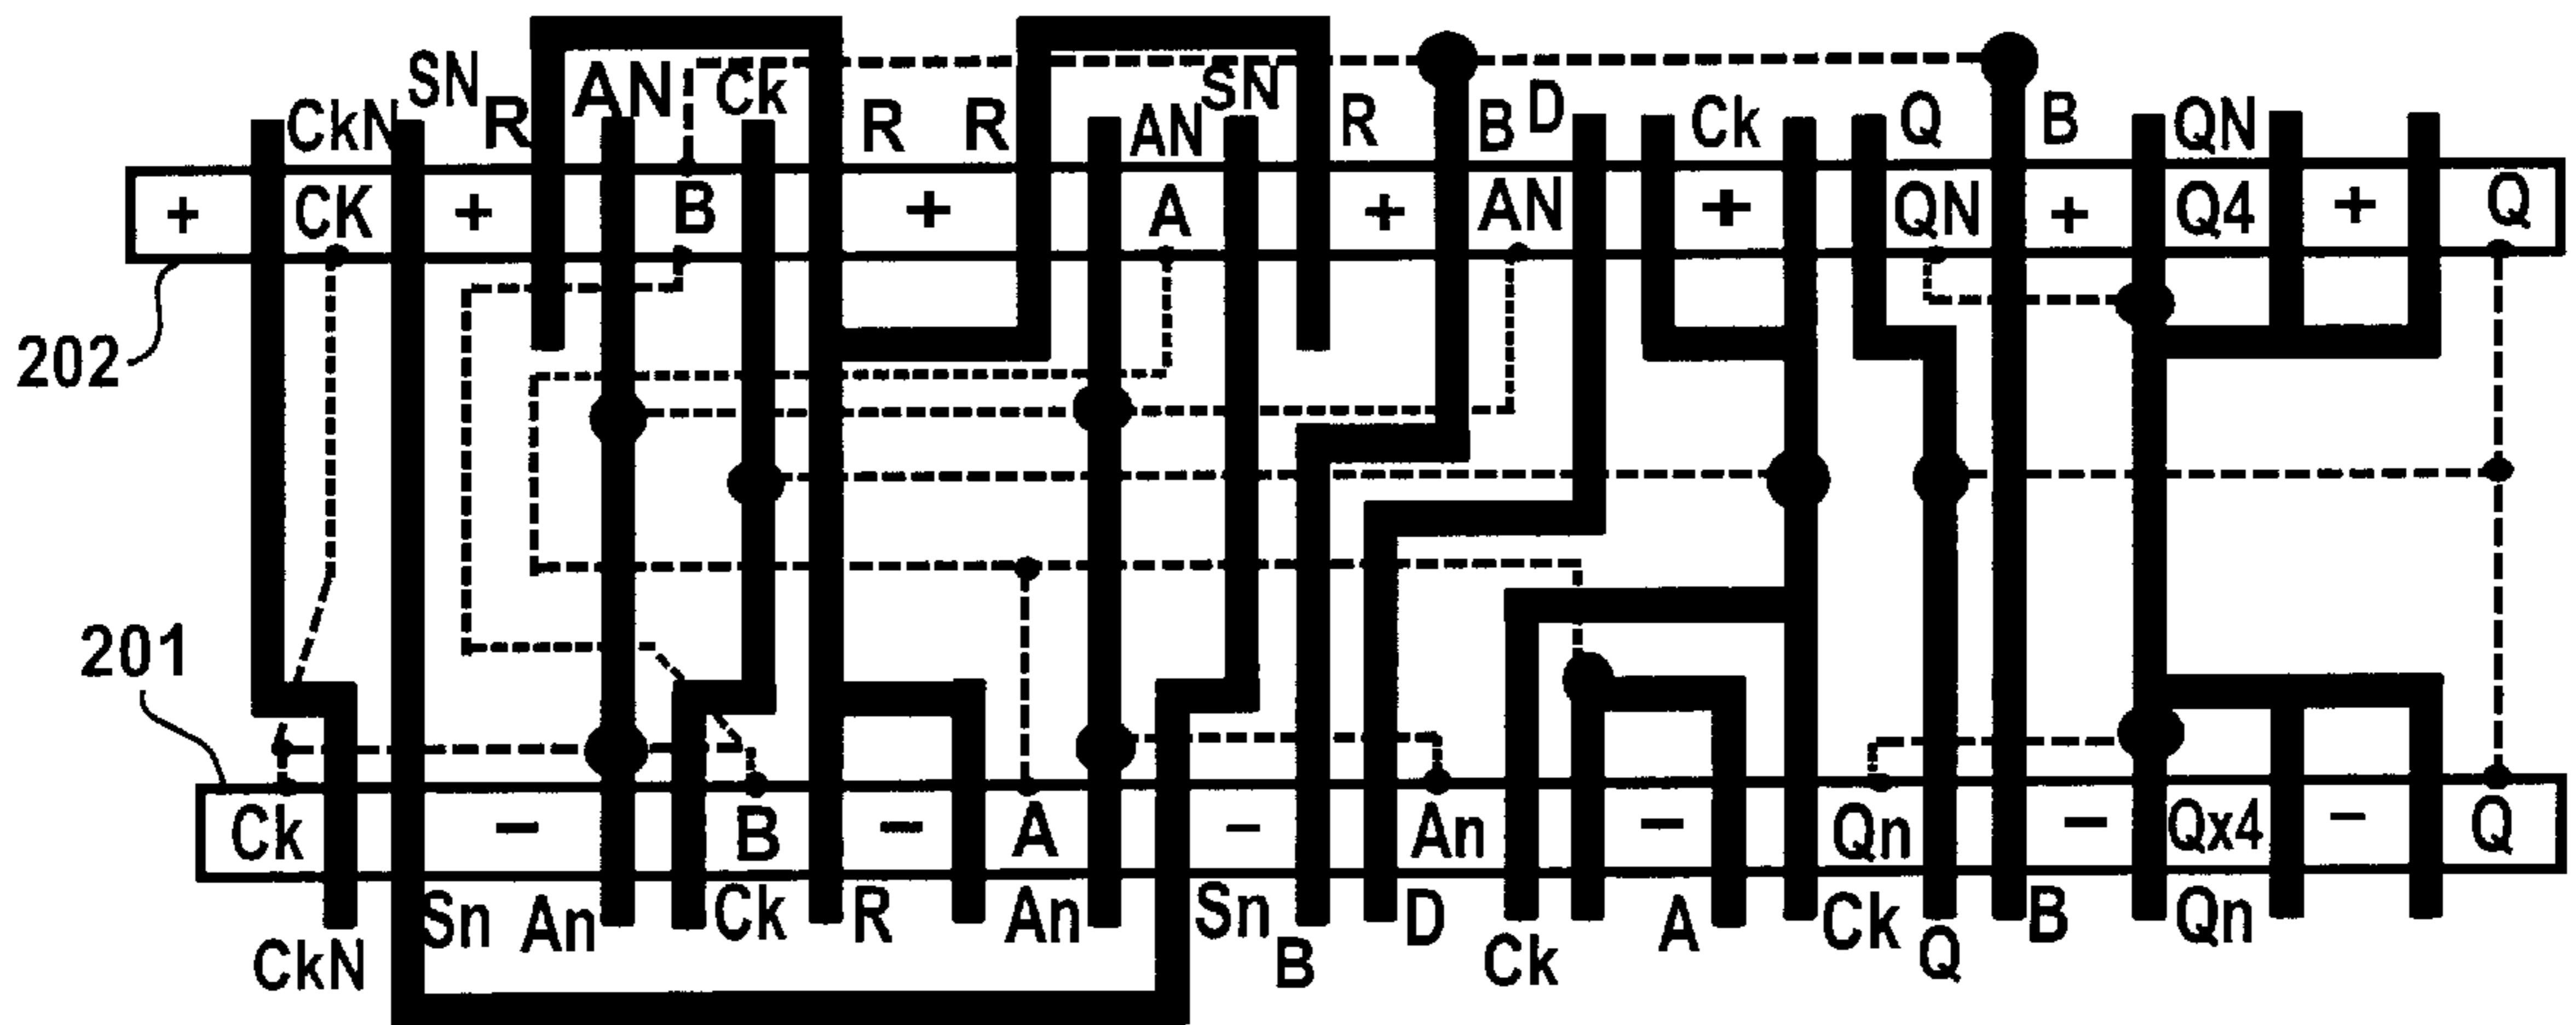 SN R AN Ck SN
CkN R R AN R B D Ck Q B QN
+ CK + B + A + AN + QN + Q4 + Q
202
201
Ck − B − A − An − Qn − Qx4 − Q
Sn An Ck R An Sn D A Ck B Qn
CkN B Ck Q